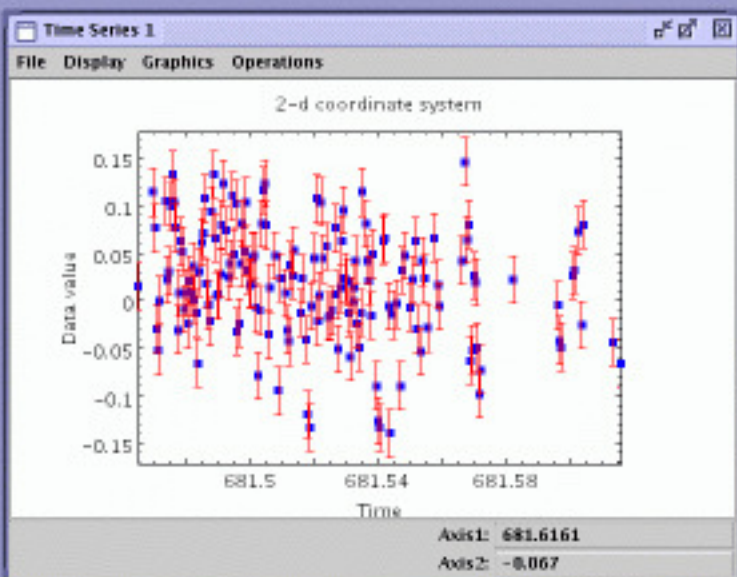 Time Series 1
File Display Graphics Operations
2-d coordinate system
0.15
0.1
0.05
0
-0.05
-0.1
-0.15
Data value
681.5 681.54 681.58
Time
Axis1: 681.6161
Axis2: -0.067